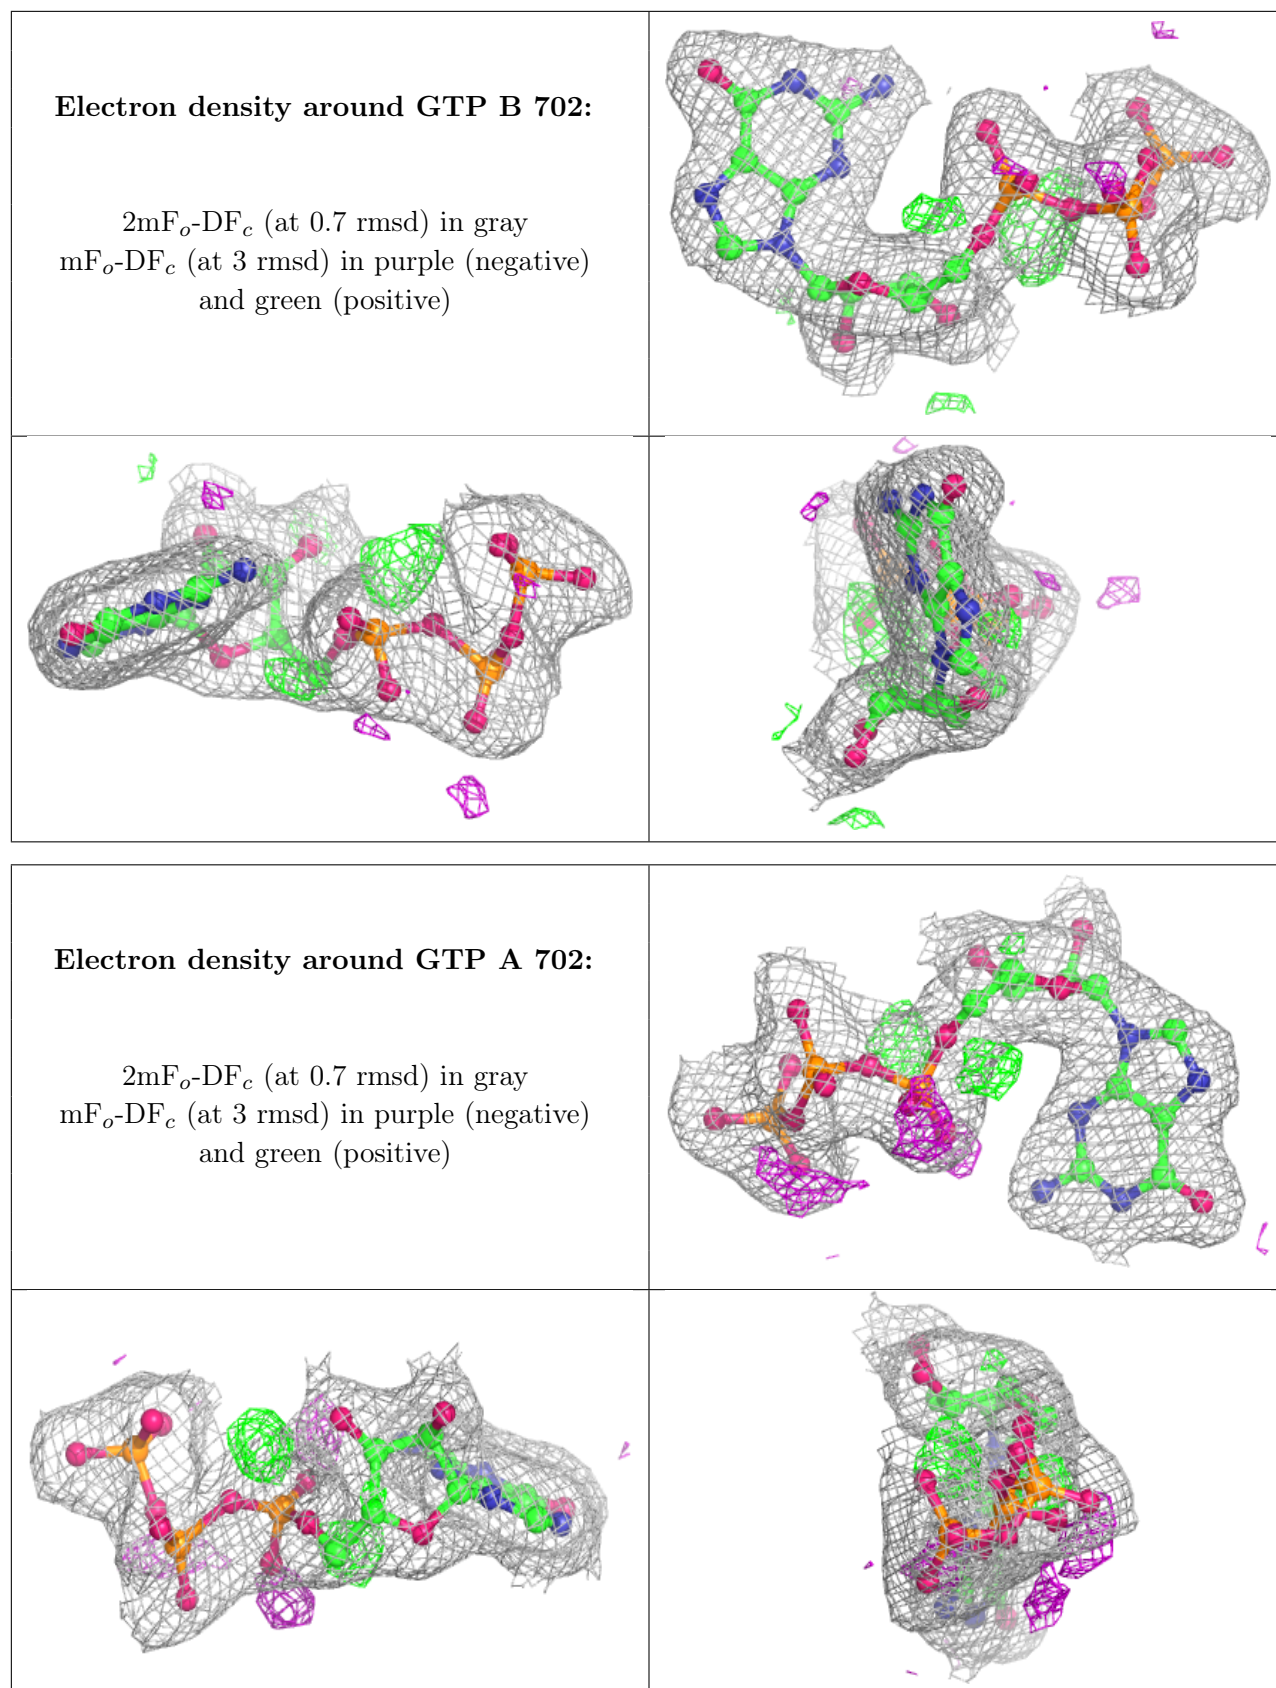 Electron density around GTP B 702:
2mFₒ-DF𝒸 (at 0.7 rmsd) in gray
mFₒ-DF𝒸 (at 3 rmsd) in purple (negative)
and green (positive)
Electron density around GTP A 702:
2mFₒ-DF𝒸 (at 0.7 rmsd) in gray
mFₒ-DF𝒸 (at 3 rmsd) in purple (negative)
and green (positive)